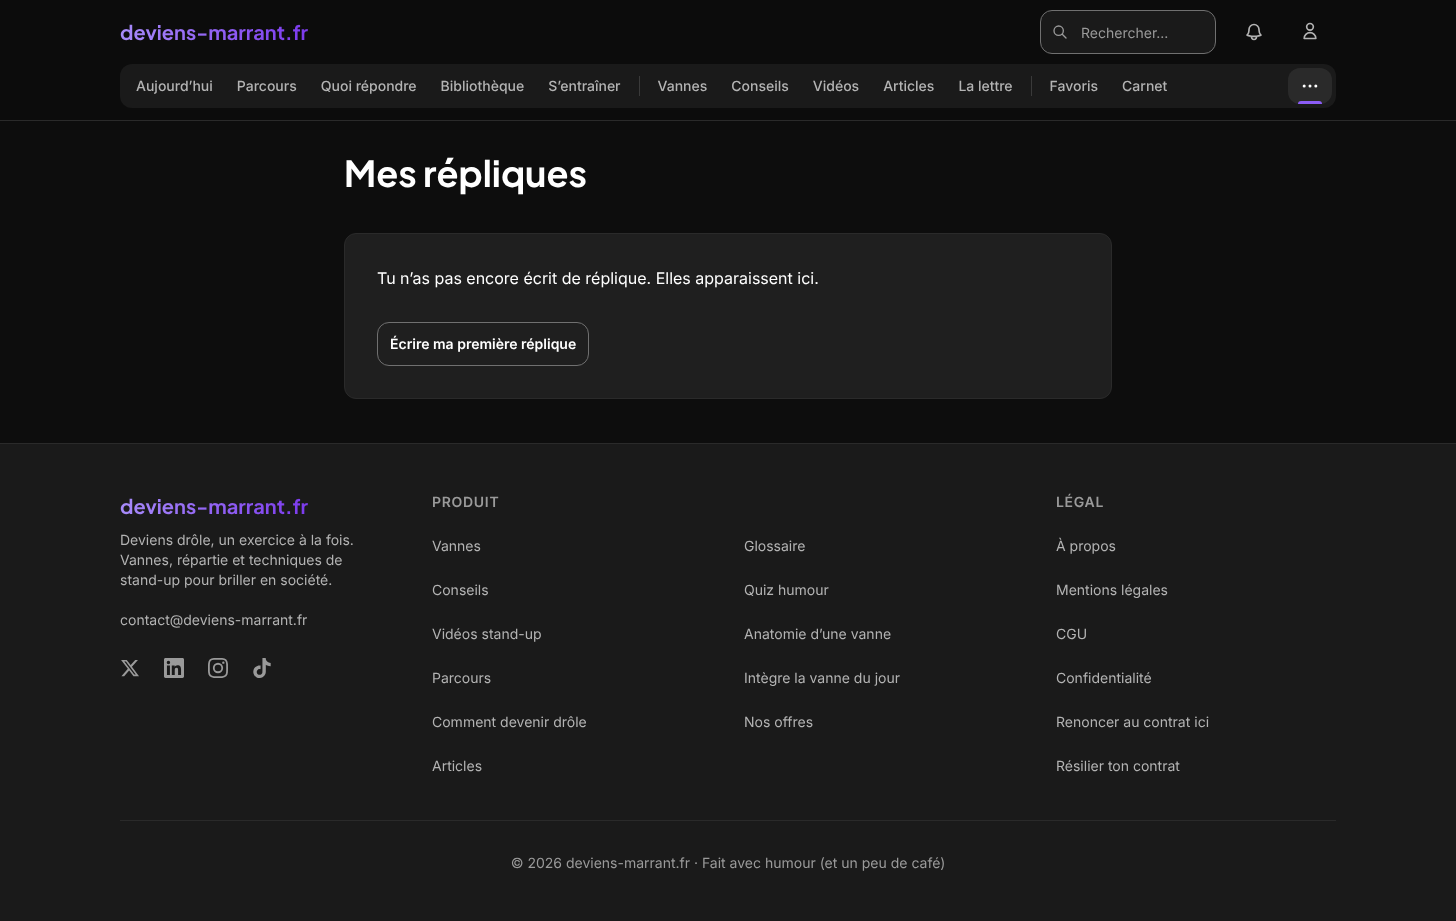 deviens-marrant.fr
Rechercher...
Aujourd’hui
Parcours
Quoi répondre
Bibliothèque
S’entraîner
Vannes
Conseils
Vidéos
Articles
La lettre
Favoris
Carnet
Mes répliques
Tu n’as pas encore écrit de réplique. Elles apparaissent ici.
Écrire ma première réplique
deviens-marrant.fr
Deviens drôle, un exercice à la fois.
Vannes, répartie et techniques de
stand-up pour briller en société.
contact@deviens-marrant.fr
PRODUIT
Vannes
Conseils
Vidéos stand-up
Parcours
Comment devenir drôle
Articles
Glossaire
Quiz humour
Anatomie d’une vanne
Intègre la vanne du jour
Nos offres
LÉGAL
À propos
Mentions légales
CGU
Confidentialité
Renoncer au contrat ici
Résilier ton contrat
© 2026 deviens-marrant.fr · Fait avec humour (et un peu de café)